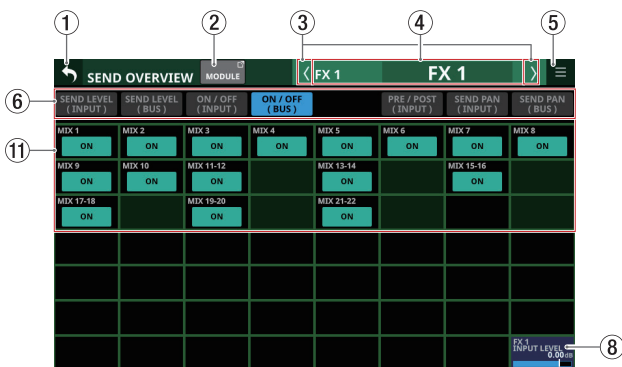 1 2 3 4 5
SEND OVERVIEW MODULE FX 1 FX 1
6
SEND LEVEL SEND LEVEL ON / OFF ON / OFF PRE / POST SEND PAN SEND PAN
( INPUT ) ( BUS ) ( INPUT ) ( BUS ) ( INPUT ) ( INPUT ) ( BUS )
11
MIX 1 MIX 2 MIX 3 MIX 4 MIX 5 MIX 6 MIX 7 MIX 8
ON ON ON ON ON ON ON ON
MIX 9 MIX 10 MIX 11-12 MIX 13-14 MIX 15-16
ON ON ON ON ON
MIX 17-18 MIX 19-20 MIX 21-22
ON ON ON
FX 1
INPUT LEVEL 8
0.00dB